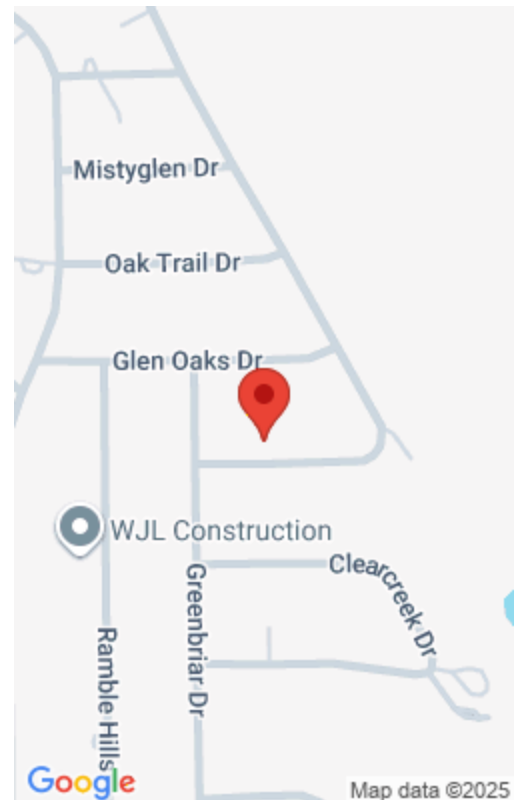 Mistyglen Dr
Oak Trail Dr
Glen Oaks Dr
WJL Construction
Clearcreek Dr
Greenbriar Dr
Ramble Hills
Google
Map data ©2025